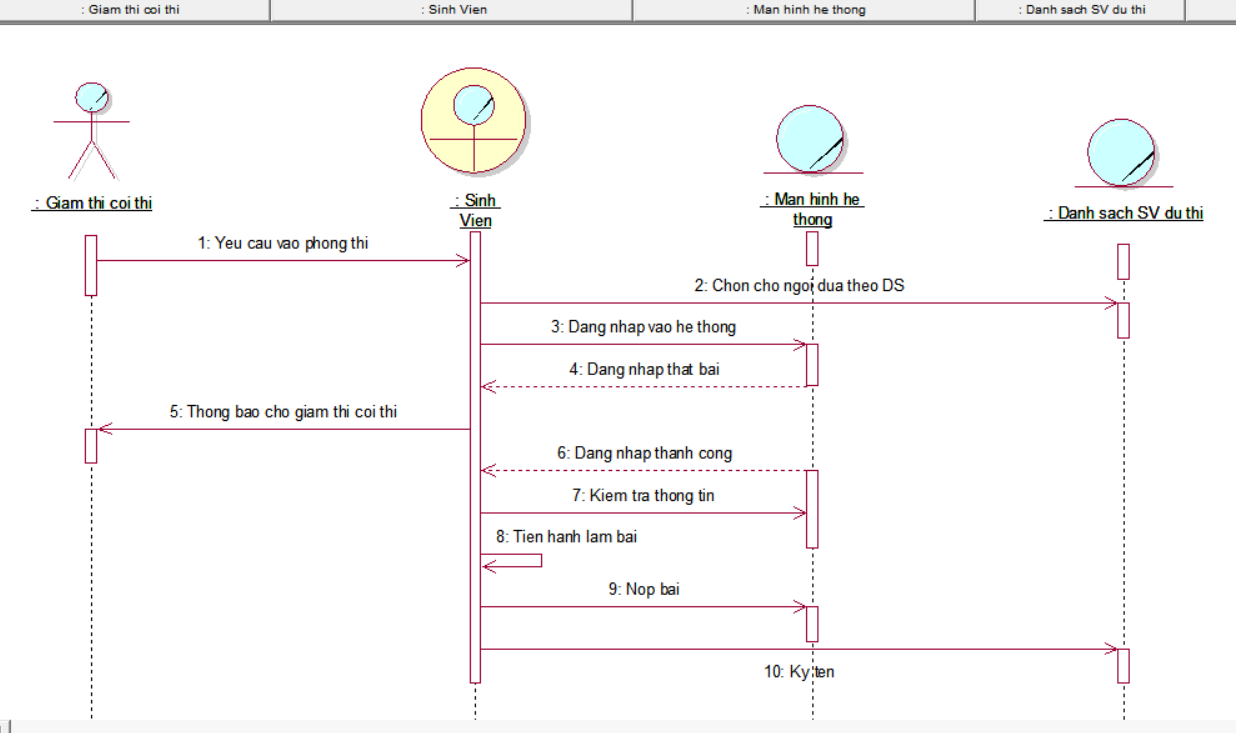 : Giam thi coi thi
: Sinh Vien
: Man hinh he thong
: Danh sach SV du thi
: Giam thi coi thi
: Sinh
Vien
: Man hinh he
thong
: Danh sach SV du thi
1: Yeu cau vao phong thi
2: Chon cho ngoi dua theo DS
3: Dang nhap vao he thong
4: Dang nhap that bai
5: Thong bao cho giam thi coi thi
6: Dang nhap thanh cong
7: Kiem tra thong tin
8: Tien hanh lam bai
9: Nop bai
10: Ky ten